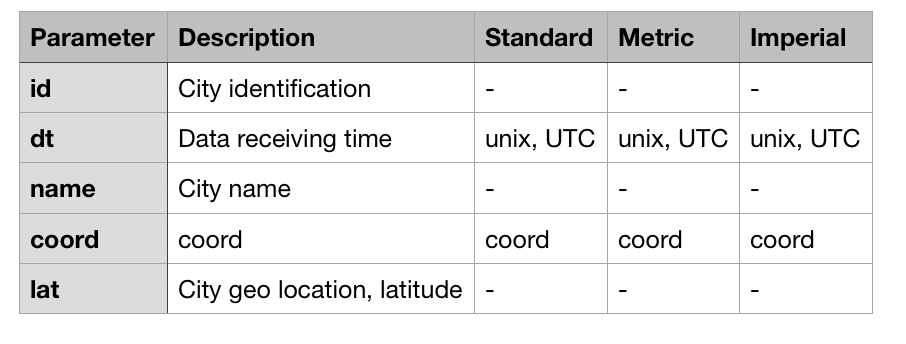 Parameter Description Standard Metric Imperial
id City identification - - -
dt Data receiving time unix, UTC unix, UTC unix, UTC
name City name - - -
coord coord coord coord coord
lat City geo location, latitude - - -